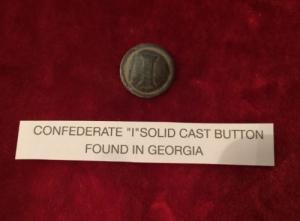 CONFEDERATE "I"SOLID CAST BUTTON
FOUND IN GEORGIA